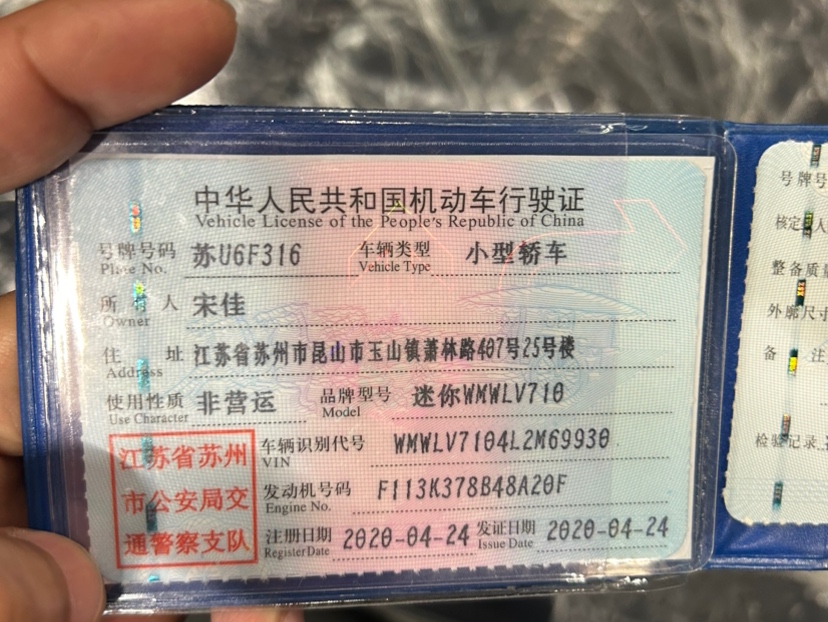 中华人民共和国机动车行驶证
Vehicle License of the People's Republic of China
号牌号码 苏U6F316 车辆类型 小型轿车
Plate No. Vehicle Type
所有人 宋佳
Owner
住址 江苏省苏州市昆山市玉山镇萧林路407号25号楼
Address
使用性质 非营运 品牌型号 迷你WMWLV710
Use Character Model
江苏省苏州
市公安局交
通警察支队
车辆识别代号 WMWLV7104L2M69930
VIN
发动机号码 F113K378B48A20F
Engine No.
注册日期 2020-04-24 发证日期 2020-04-24
Register Date Issue Date
号牌号
核定 人
整备质
外廓尺寸
备注
检验记录